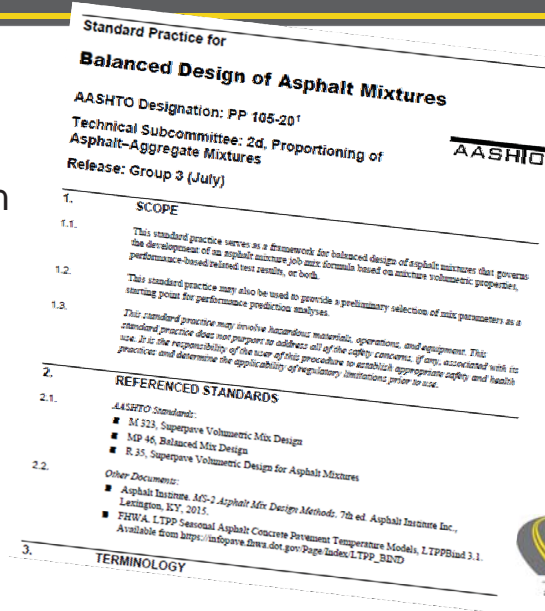 Standard Practice for
Balanced Design of Asphalt Mixtures
AASHTO Designation: PP 105-20¹
Technical Subcommittee: 2d, Proportioning of
Asphalt–Aggregate Mixtures
Release: Group 3 (July)
AASHTO
n
1. SCOPE
1.1. This standard practice serves as a framework for balanced design of asphalt mixtures that governs
the development of an asphalt mixture job mix formula based on mixture volumetric properties,
performance-based/related test results, or both.
1.2. This standard practice may also be used to provide a preliminary selection of mix parameters as a
starting point for performance prediction analyses.
1.3. This standard practice may involve hazardous materials, operations, and equipment. This
standard practice does not purport to address all of the safety concerns, if any, associated with its
use. It is the responsibility of the user of this procedure to establish appropriate safety and health
practices and determine the applicability of regulatory limitations prior to use.
2. REFERENCED STANDARDS
2.1. AASHTO Standards:
■ M 323, Superpave Volumetric Mix Design
■ MP 46, Balanced Mix Design
■ R 35, Superpave Volumetric Design for Asphalt Mixtures
2.2. Other Documents:
■ Asphalt Institute. MS-2 Asphalt Mix Design Methods. 7th ed. Asphalt Institute Inc.,
Lexington, KY, 2015.
■ FHWA. LTPP Seasonal Asphalt Concrete Pavement Temperature Models, LTPPBind 3.1.
Available from https://infopave.fhwa.dot.gov/Page/Index/LTPP_BIND
3. TERMINOLOGY